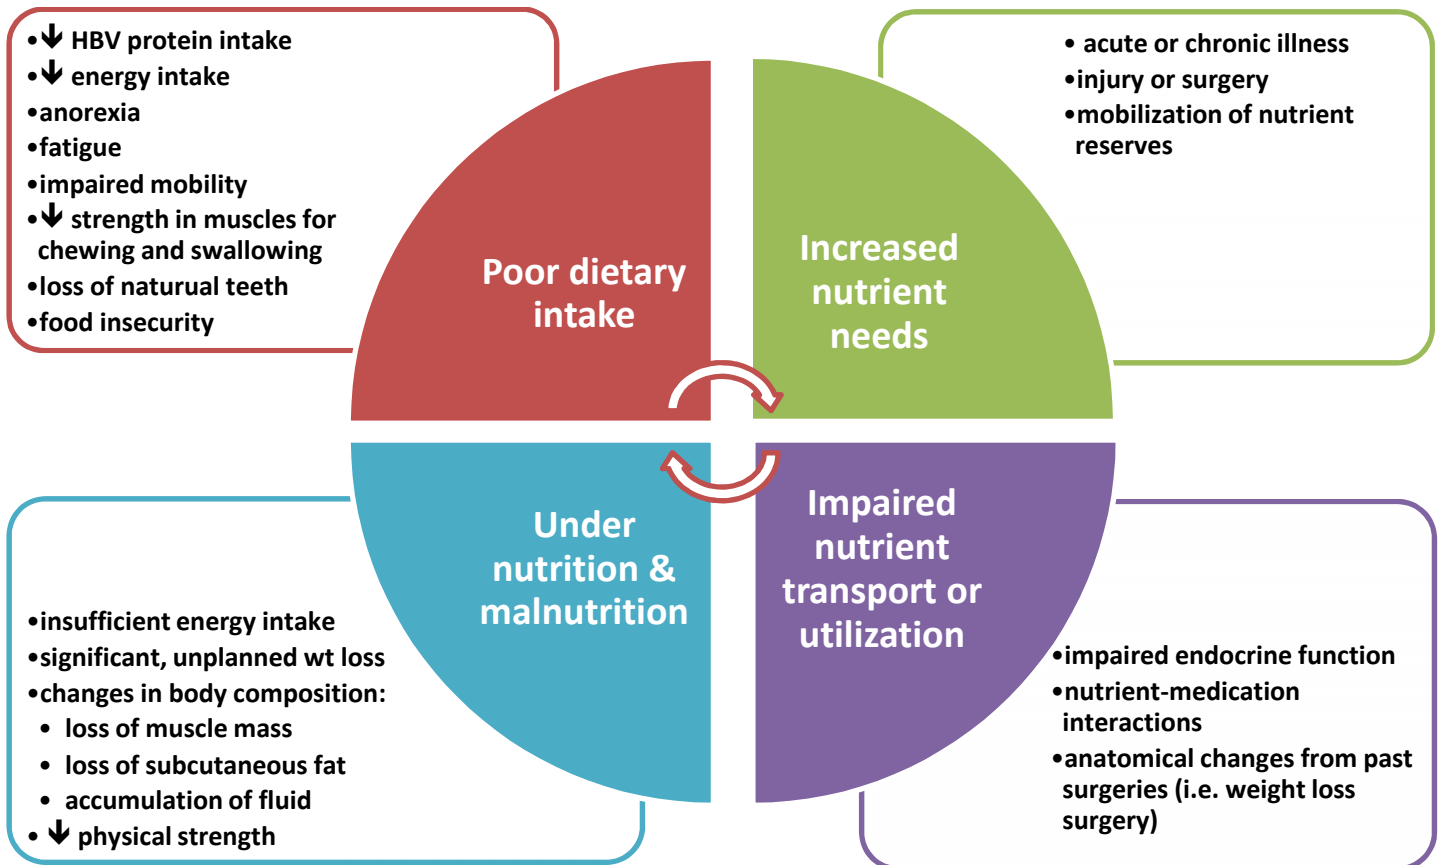 •🡻 HBV protein intake
•🡻 energy intake
•anorexia
•fatigue
•impaired mobility
•🡻 strength in muscles for
chewing and swallowing
•loss of naturual teeth
•food insecurity
• acute or chronic illness
•injury or surgery
•mobilization of nutrient
reserves
Poor dietary
intake
Increased
nutrient
needs
Under
nutrition &
malnutrition
Impaired
nutrient
transport or
utilization
•insufficient energy intake
•significant, unplanned wt loss
•changes in body composition:
• loss of muscle mass
• loss of subcutaneous fat
• accumulation of fluid
• 🡻 physical strength
•impaired endocrine function
•nutrient-medication
interactions
•anatomical changes from past
surgeries (i.e. weight loss
surgery)